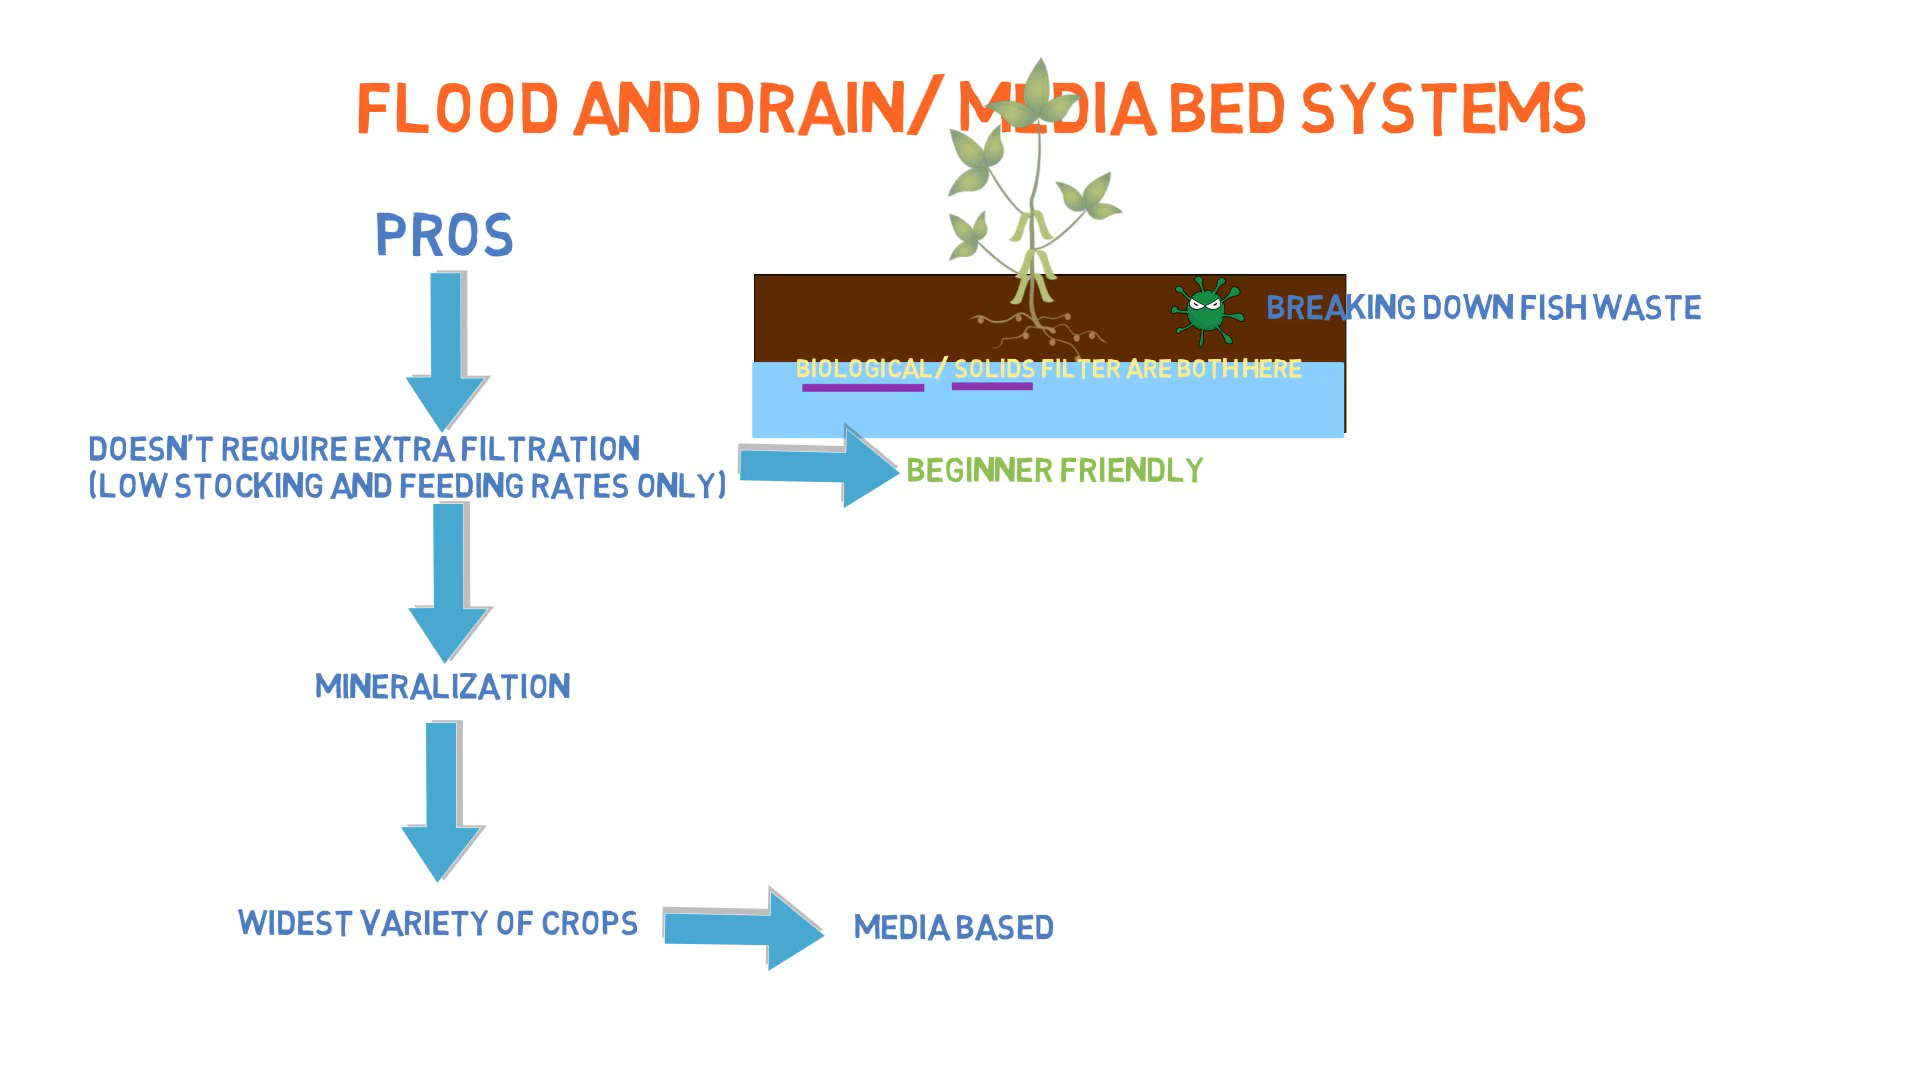 FLOOD AND DRAIN/ MEDIA BED SYSTEMS
PROS
BREAKING DOWN FISH WASTE
BIOLOGICAL/ SOLIDS FILTER ARE BOTH HERE
DOESN'T REQUIRE EXTRA FILTRATION
(LOW STOCKING AND FEEDING RATES ONLY)
BEGINNER FRIENDLY
MINERALIZATION
WIDEST VARIETY OF CROPS
MEDIA BASED